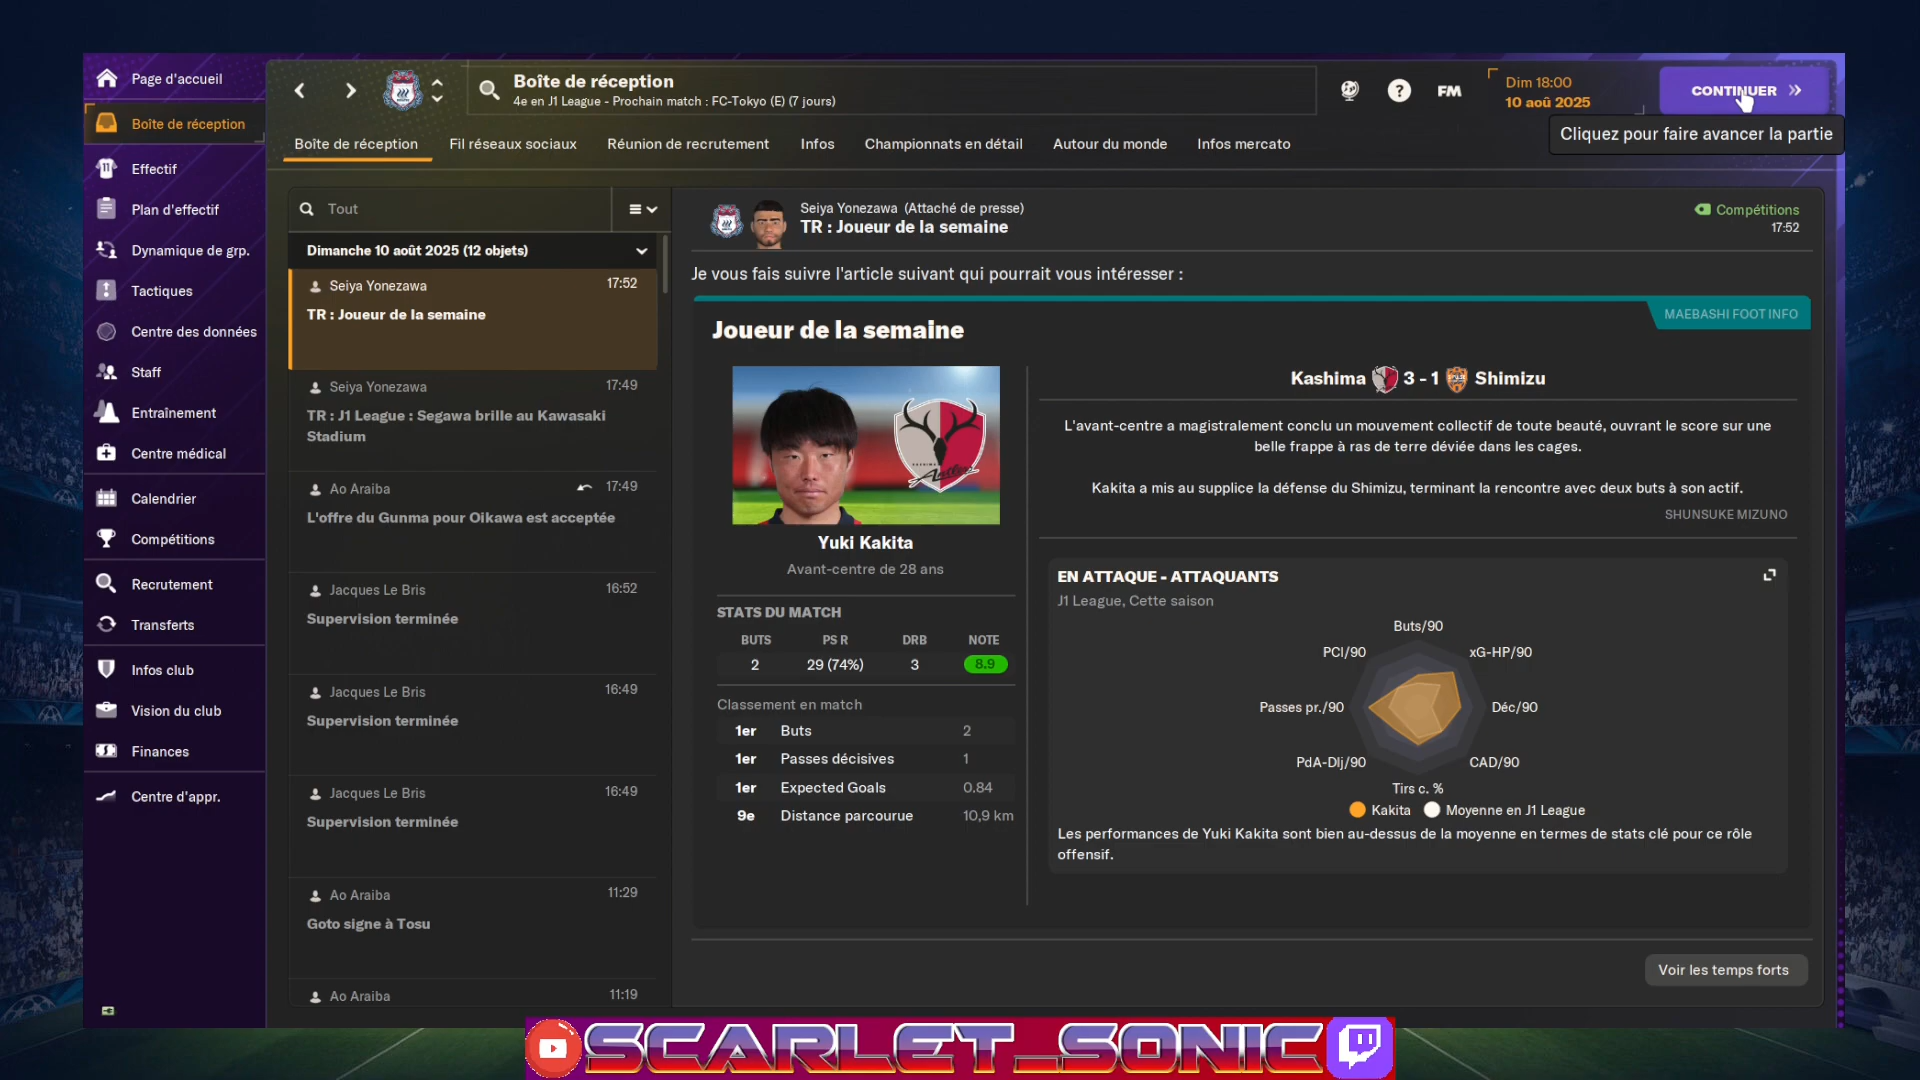 Page d'accueil
Boîte de réception
Effectif
Plan d'effectif
Dynamique de grp.
Tactiques
Centre des données
Staff
Entraînement
Centre médical
Calendrier
Compétitions
Recrutement
Transferts
Infos club
Vision du club
Finances
Centre d'appr.
Boîte de réception
4e en J1 League - Prochain match : FC-Tokyo (E) (7 jours)
FM
Dim 18:00
10 aoû 2025
CONTINUER
Cliquez pour faire avancer la partie
Boîte de réception
Fil réseaux sociaux
Réunion de recrutement
Infos
Championnats en détail
Autour du monde
Infos mercato
Tout
Dimanche 10 août 2025 (12 objets)
Seiya Yonezawa 17:52
TR : Joueur de la semaine
Seiya Yonezawa 17:49
TR : J1 League : Segawa brille au Kawasaki
Stadium
Ao Araiba 17:49
L'offre du Gunma pour Oikawa est acceptée
Jacques Le Bris 16:52
Supervision terminée
Jacques Le Bris 16:49
Supervision terminée
Jacques Le Bris 16:49
Supervision terminée
Ao Araiba 11:29
Goto signe à Tosu
Ao Araiba 11:19
Seiya Yonezawa (Attaché de presse)
TR : Joueur de la semaine
Compétitions
17:52
Je vous fais suivre l'article suivant qui pourrait vous intéresser :
MAEBASHI FOOT INFO
Joueur de la semaine
Yuki Kakita
Avant-centre de 28 ans
STATS DU MATCH
BUTS PS R DRB NOTE
2 29 (74%) 3 8.9
Classement en match
1er Buts 2
1er Passes décisives 1
1er Expected Goals 0.84
9e Distance parcourue 10,9 km
Kashima 3 - 1 Shimizu
L'avant-centre a magistralement conclu un mouvement collectif de toute beauté, ouvrant le score sur une
belle frappe à ras de terre déviée dans les cages.
Kakita a mis au supplice la défense du Shimizu, terminant la rencontre avec deux buts à son actif.
SHUNSUKE MIZUNO
EN ATTAQUE - ATTAQUANTS
J1 League, Cette saison
Buts/90
PCl/90
xG-HP/90
Passes pr./90
Déc/90
PdA-DIj/90
CAD/90
Tirs c. %
Kakita Moyenne en J1 League
Les performances de Yuki Kakita sont bien au-dessus de la moyenne en termes de stats clé pour ce rôle
offensif.
Voir les temps forts
SCARLET_SONIC